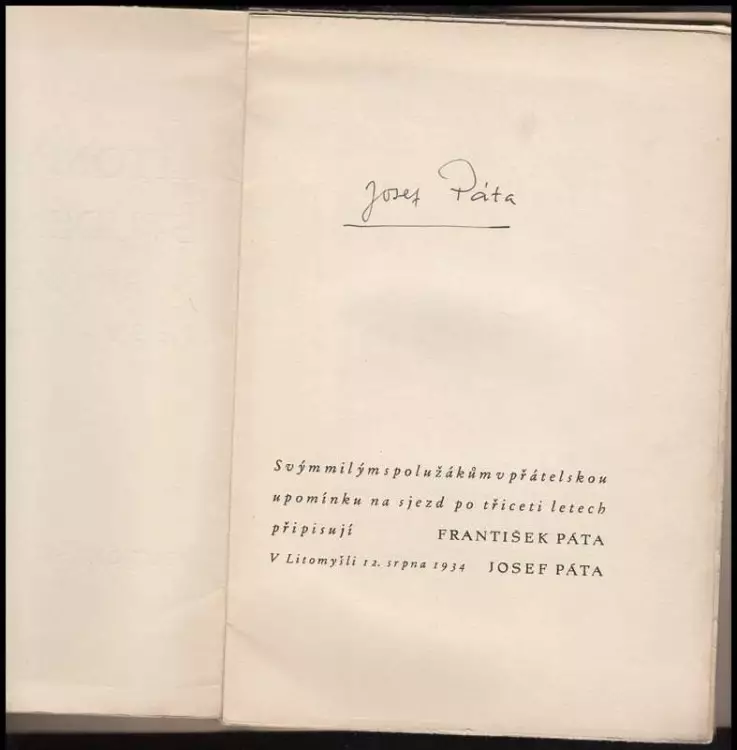 Josef Páta
Svým milým spolužákům v přátelskou
upomínku na sjezd po třiceti letech
připisují FRANTIŠEK PÁTA
V Litomyšli 12. srpna 1934 JOSEF PÁTA